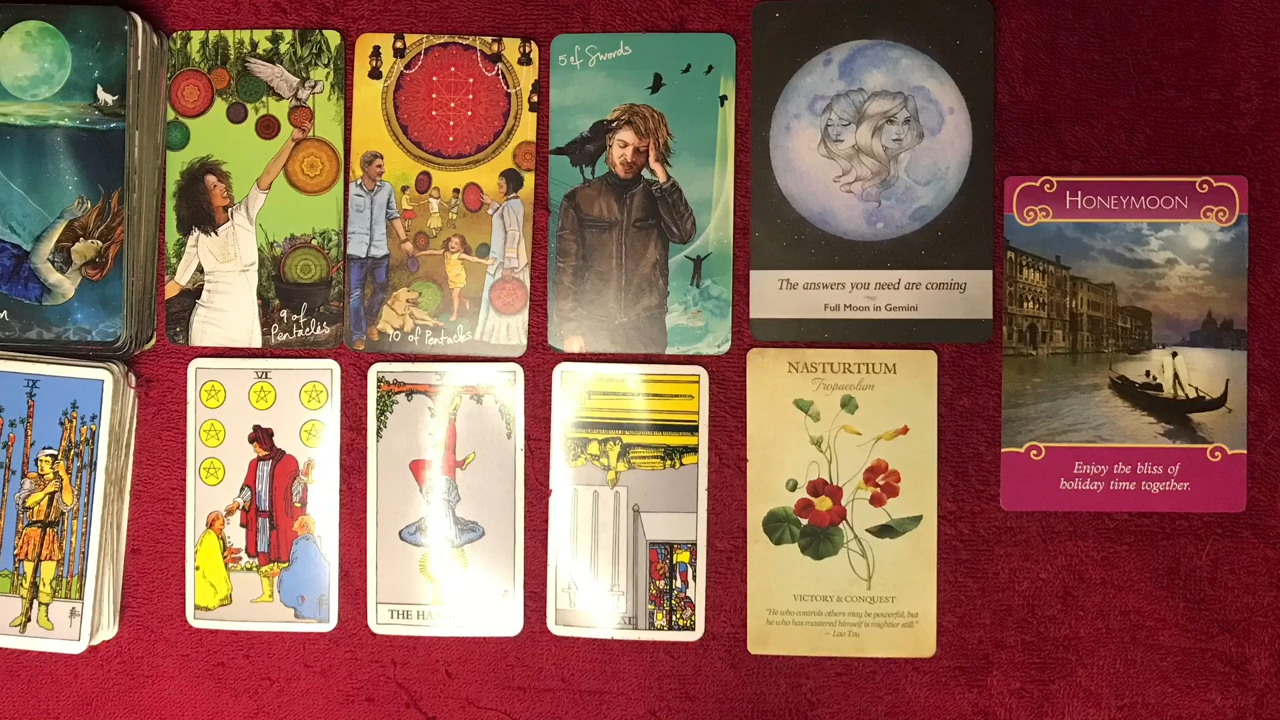 9 of
Pentacles
10 of Pentacles
5 of Swords
The answers you need are coming
Full Moon in Gemini
HONEYMOON
Enjoy the bliss of
holiday time together.
IX
VI
THE HA
NASTURTIUM
Tropaeolum
VICTORY & CONQUEST
"He who controls others may be powerful, but
he who has mastered himself is mightier still."
– Lao Tzu